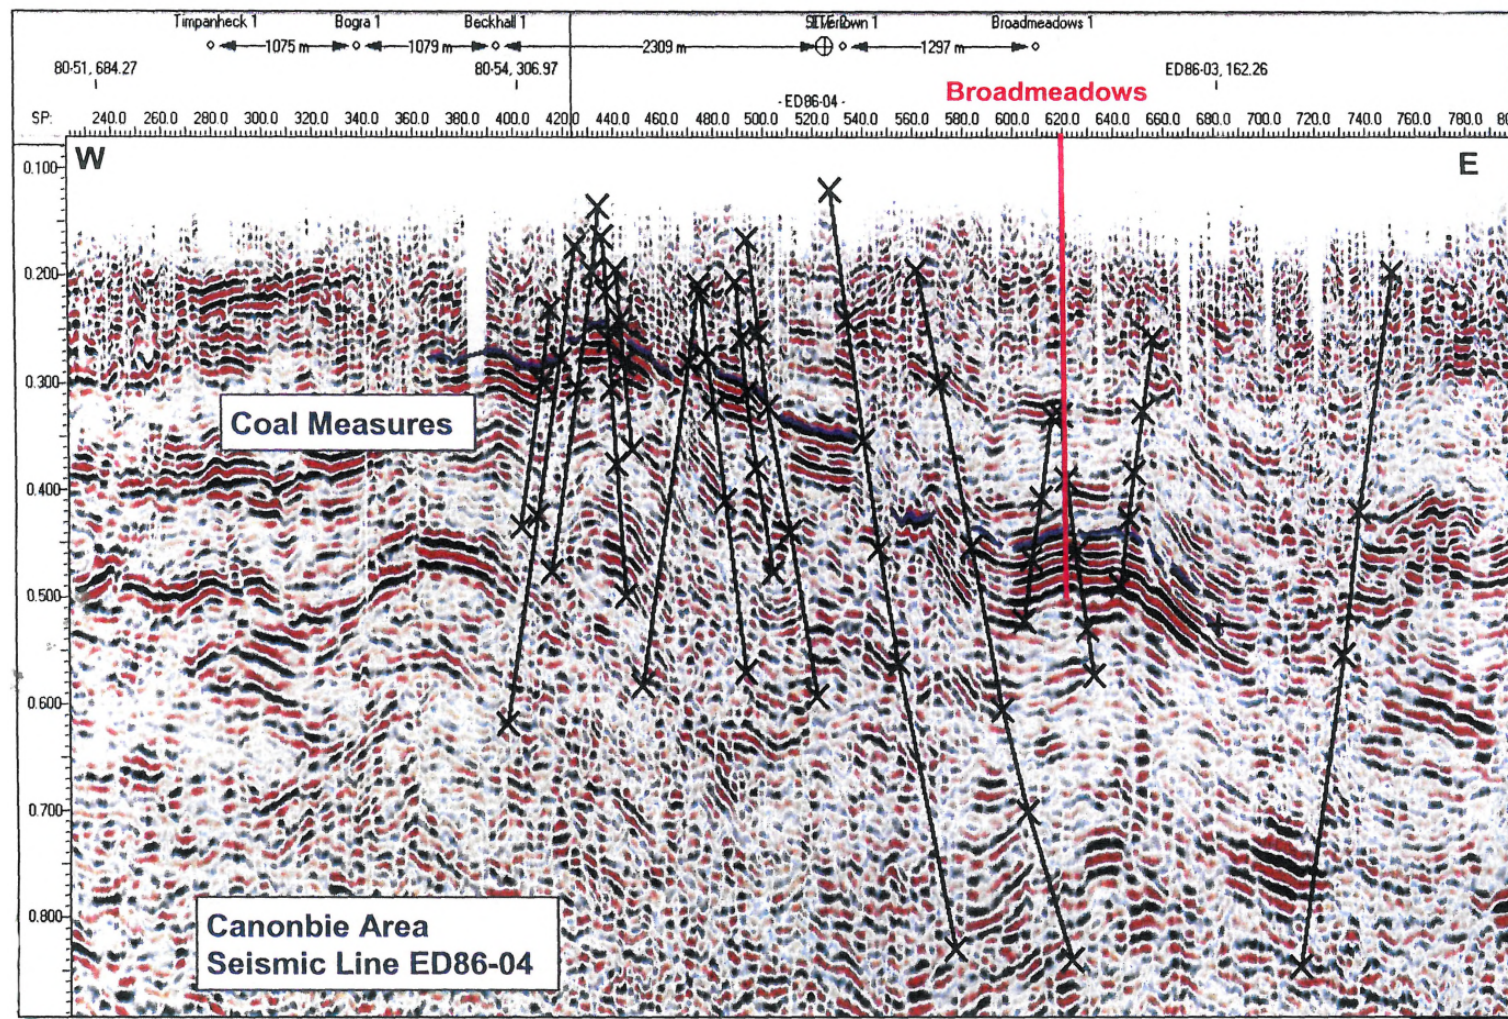 Timpanheck 1 Bogra 1 Beckhall 1 Broadmeadows 1
1075 m 1079 m 2309 m 1297 m
80-51, 684.27 80-54, 306.97 ED86-03, 162.26
Broadmeadows
- ED86-04 -
SP: 240.0 260.0 280.0 300.0 320.0 340.0 360.0 380.0 400.0 420 440.0 460.0 480.0 500.0 520.0 540.0 560.0 580.0 600.0 620.0 640.0 660.0 680.0 700.0 720.0 740.0 760.0 780.0
W E
0.100
0.200
0.300
Coal Measures
0.400
0.500
0.600
0.700
0.800
Canonbie Area
Seismic Line ED86-04